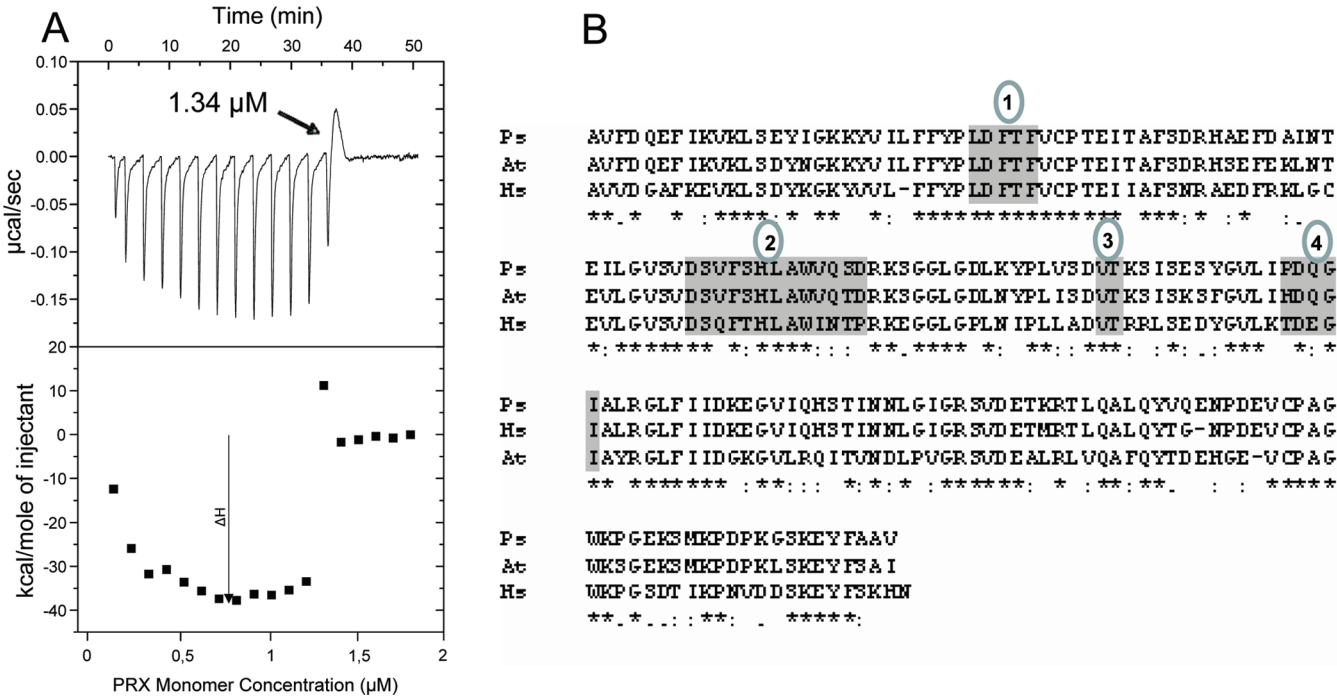 A
Time (min)
0 10 20 30 40 50
0.10
0.05
0.00
-0.05
-0.10
-0.15
µcal/sec
1.34 µM
20
10
0
-10
-20
-30
-40
kcal/mole of injectant
ΔH
0 0,5 1 1,5 2
PRX Monomer Concentration (µM)
B
1
Ps AVFDQEFIKVKLSEYIGKKYVILFFYPLDFTFVCPTEITAFSDRHAEFDAINT
At AVFDQEFIKVKLSDYNGKKYVILFFYPLDFTFVCPTEITAFSDRHSEFEKLNT
Hs AVVDGAFKEVKLSDYKGKYVVL-FFYPLDFTFVCPTEIIAFSNRAEDFRKLGC
2 3 4
Ps EILGVSVDSVFSHLAWVQSDRKSGGLGDLKYPLVSDVTKSISESYGVLIPDQG
At EVLGVSVDSVFSHLAWVQTDRKSGGLGDLNYPLISDVTKSISKSFGVLIHDQG
Hs EVLGVSVDSQFTHLAWINTPRKEGGLGPLNIPLLADVTRRLSEDYGVLKTDEG
Ps IALRGLFIIDKEGVIQHSTINNLGIGRSVDETKRTLQALQYVQENPDEVCPAG
Hs IALRGLFIIDKEGVIQHSTINNLGIGRSVDETMRTLQALQYTG-NPDEVCPAG
At IAYRGLFIIDGKGVLRQITVNDLPVGRSVDEALRLVQAFQYTDEHGE-VCPAG
Ps WKPGEKSMKPDPKGSKEYFAAV
At WKSGEKSMKPDPKLSKEYFSAI
Hs WKPGSDTIKPNVDDSKEYFSKHN